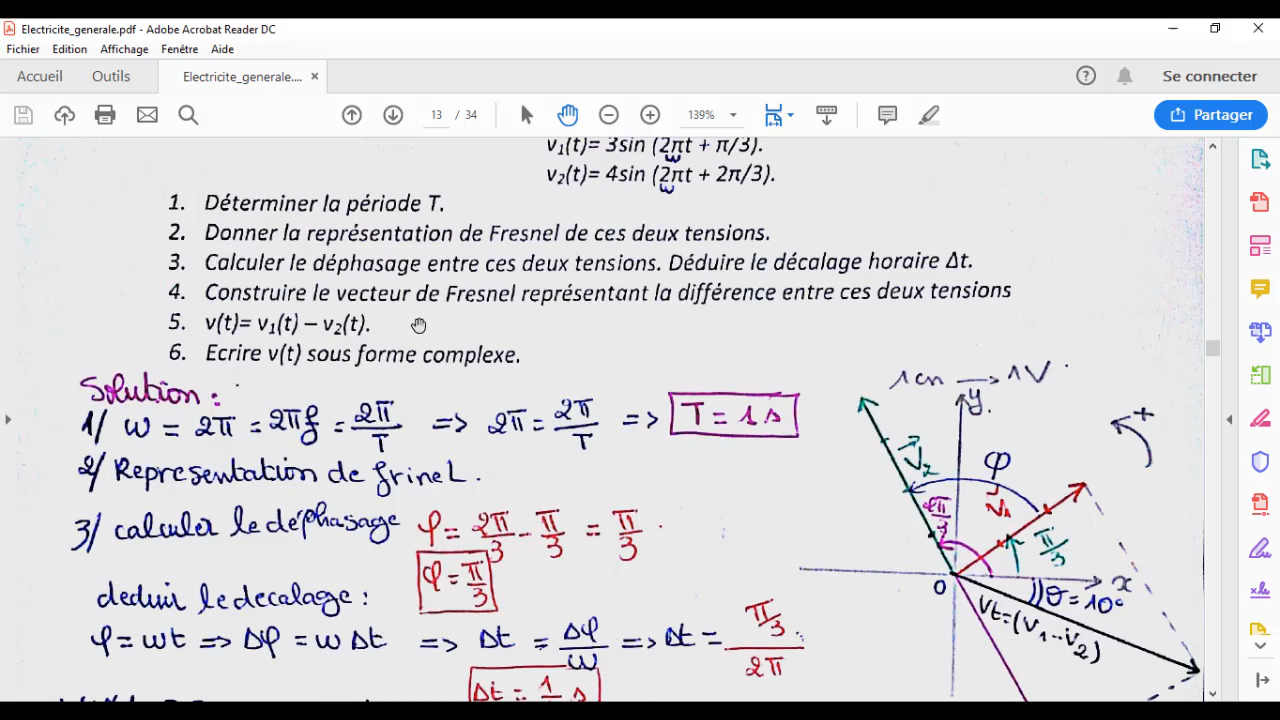 Electricite_generale.pdf - Adobe Acrobat Reader DC
Fichier Edition Affichage Fenêtre Aide
Accueil Outils Electricite_generale.... × Se connecter
13 / 34 139% Partager
v₁(t)= 3sin (2πt + π/3).
ω
v₂(t)= 4sin (2πt + 2π/3).
ω
1. Déterminer la période T.
2. Donner la représentation de Fresnel de ces deux tensions.
3. Calculer le déphasage entre ces deux tensions. Déduire le décalage horaire Δt.
4. Construire le vecteur de Fresnel représentant la différence entre ces deux tensions
5. v(t)= v₁(t) – v₂(t).
6. Ecrire v(t) sous forme complexe.
Solution :
1/ ω = 2π = 2πf = 2π/T => 2π = 2π/T => T = 1s
2/ Representation de frinel.
3/ calculer le déphasage φ = 2π/3 - π/3 = π/3
φ = π/3
deduir le decalage :
φ = ωt => Δφ = ω Δt => Δt = Δφ/ω => Δt = π/3 / 2π
1cm → 1V
y
+
V₂
φ
2π/3
V₁
π/3
O
x
θ = 10°
Vt = (V₁ - V₂)